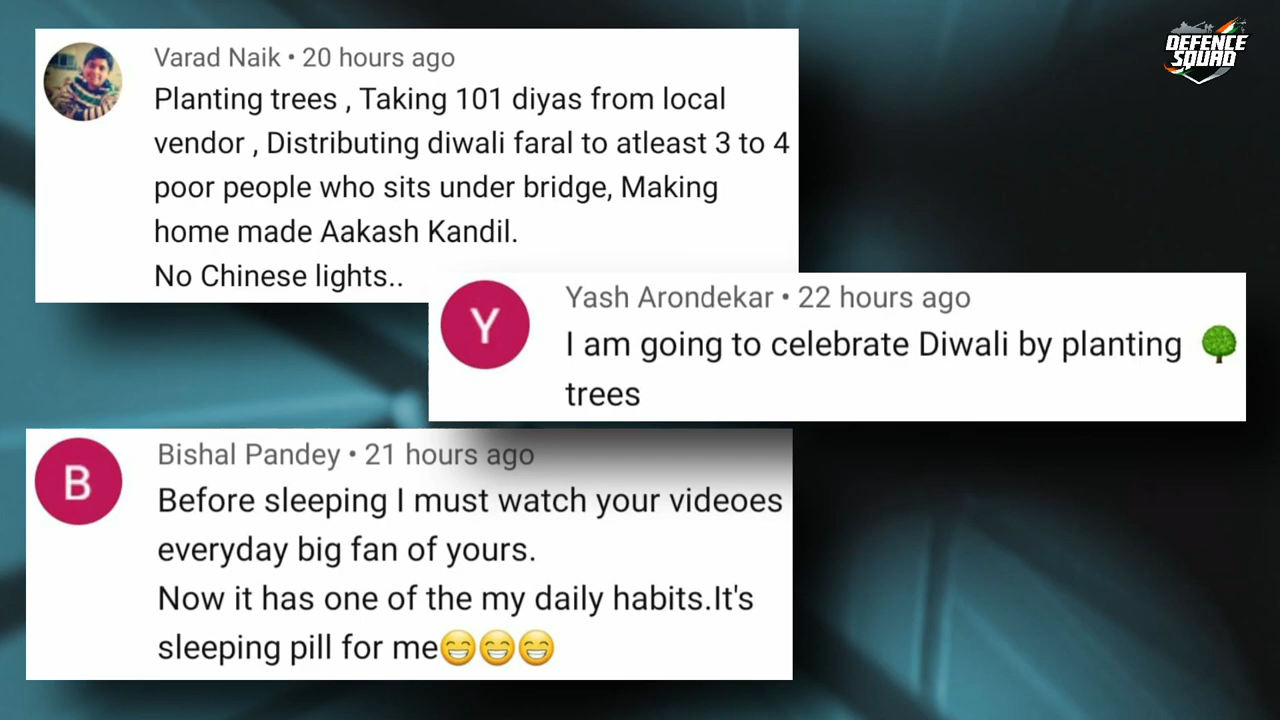 DEFENCE
SQUAD
Varad Naik • 20 hours ago
Planting trees , Taking 101 diyas from local
vendor , Distributing diwali faral to atleast 3 to 4
poor people who sits under bridge, Making
home made Aakash Kandil.
No Chinese lights..
Y
Yash Arondekar • 22 hours ago
I am going to celebrate Diwali by planting 🌳
trees
B
Bishal Pandey • 21 hours ago
Before sleeping I must watch your videoes
everyday big fan of yours.
Now it has one of the my daily habits.It's
sleeping pill for me😁😁😁